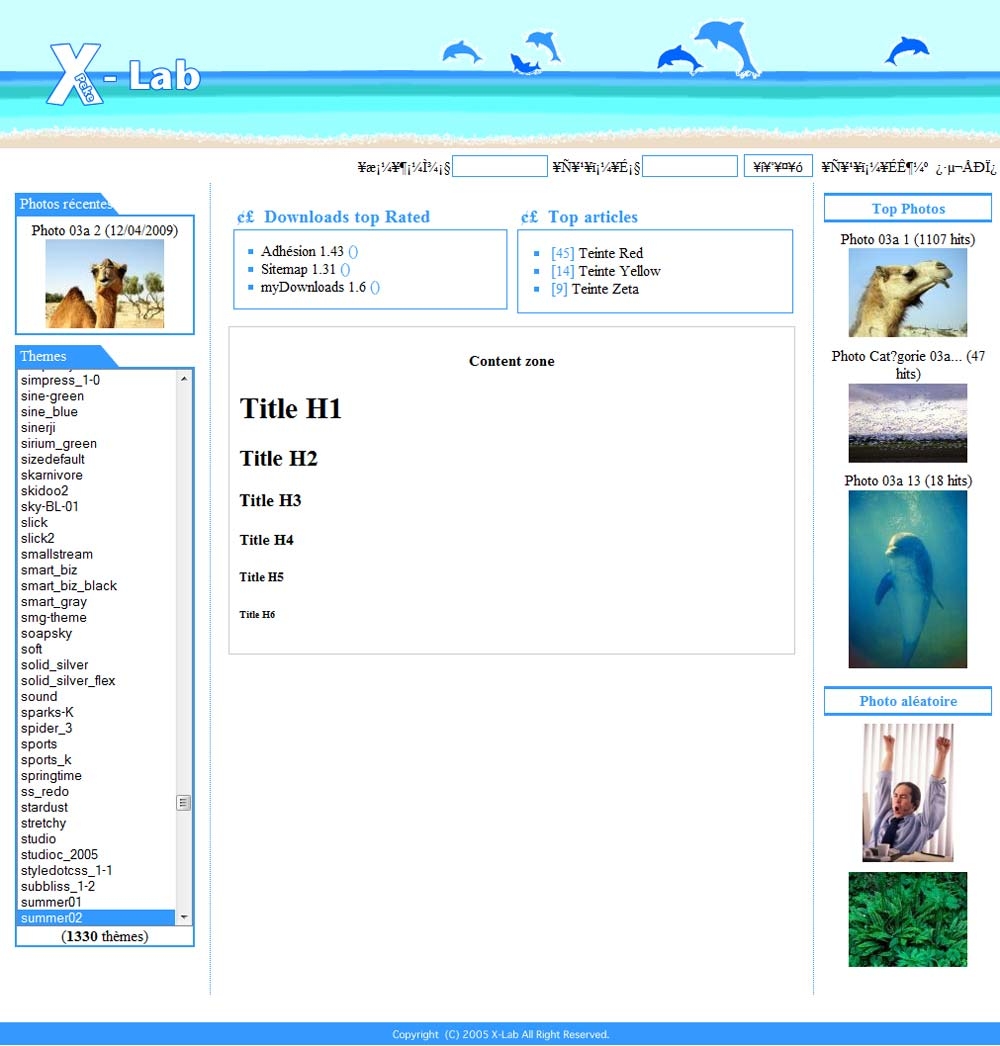 X - Lab
Peke
¥æ¡¼¥¶¡¼Ì¾¡§ ¥Ñ¥¹¥ï¡¼¥É¡§ ¥í¥°¥¤¥ó ¥Ñ¥¹¥ï¡¼¥ÉÊ¶¼º
Photos récentes
Photo 03a 2 (12/04/2009)
Themes
simpress_1-0
sine-green
sine_blue
sinerji
sirium_green
sizedefault
skarnivore
skidoo2
sky-BL-01
slick
slick2
smallstream
smart_biz
smart_biz_black
smart_gray
smg-theme
soapsky
soft
solid_silver
solid_silver_flex
sound
sparks-K
spider_3
sports
sports_k
springtime
ss_redo
stardust
stretchy
studio
studioc_2005
styledotcss_1-1
subbliss_1-2
summer01
summer02
(1330 thèmes)
¢£ Downloads top Rated
Adhésion 1.43 ()
Sitemap 1.31 ()
myDownloads 1.6 ()
¢£ Top articles
[45] Teinte Red
[14] Teinte Yellow
[9] Teinte Zeta
Content zone
Title H1
Title H2
Title H3
Title H4
Title H5
Title H6
Top Photos
Photo 03a 1 (1107 hits)
Photo Cat?gorie 03a... (47
hits)
Photo 03a 13 (18 hits)
Photo aléatoire
Copyright (C) 2005 X-Lab All Right Reserved.